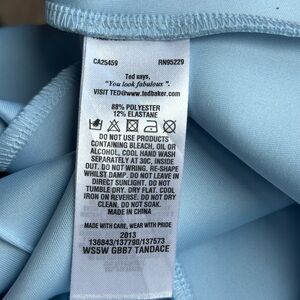 CA25459 RN95229
Ted says,
"You look fabulous".
VISIT TED@www.tedbaker.com
88% POLYESTER
12% ELASTANE
DO NOT USE PRODUCTS
CONTAINING BLEACH, OIL OR
ALCOHOL, COOL HAND WASH
SEPARATELY AT 30C, INSIDE
OUT. DO NOT WRING. RE-SHAPE
WHILST DAMP. DO NOT LEAVE IN
DIRECT SUNLIGHT. DO NOT
TUMBLE DRY. DRY FLAT. COOL
IRON ON REVERSE. DO NOT DRY
CLEAN. DO NOT SOAK.
MADE IN CHINA
MADE WITH CARE, WEAR WITH PRIDE
2013
136843/137790/137573
WS5W GBB7 TANDACE